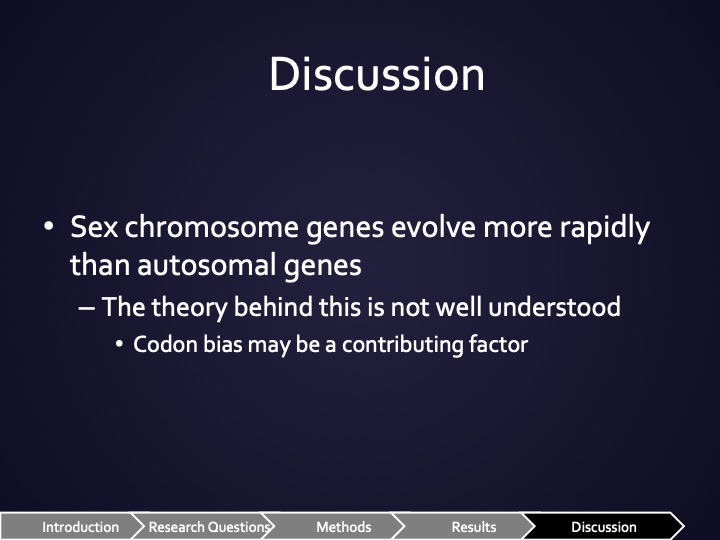 Discussion
• Sex chromosome genes evolve more rapidly
than autosomal genes
– The theory behind this is not well understood
• Codon bias may be a contributing factor
Introduction
Research Questions
Methods
Results
Discussion